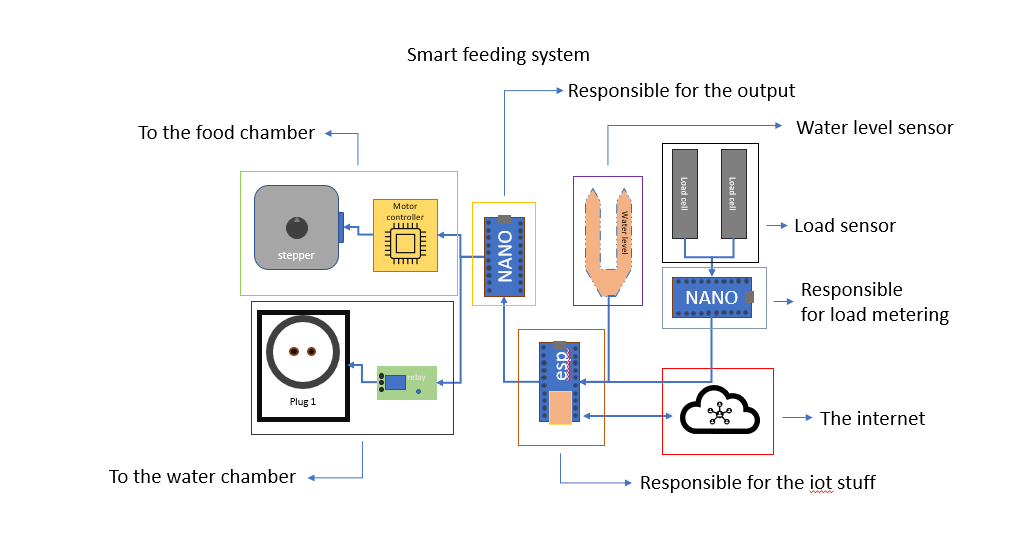 Smart feeding system
Responsible for the output
To the food chamber
Water level sensor
Motor
controller
stepper
NANO
Water level
Load cell
Load cell
Load sensor
NANO
Responsible
for load metering
Plug 1
relay
esp
The internet
To the water chamber
Responsible for the iot stuff